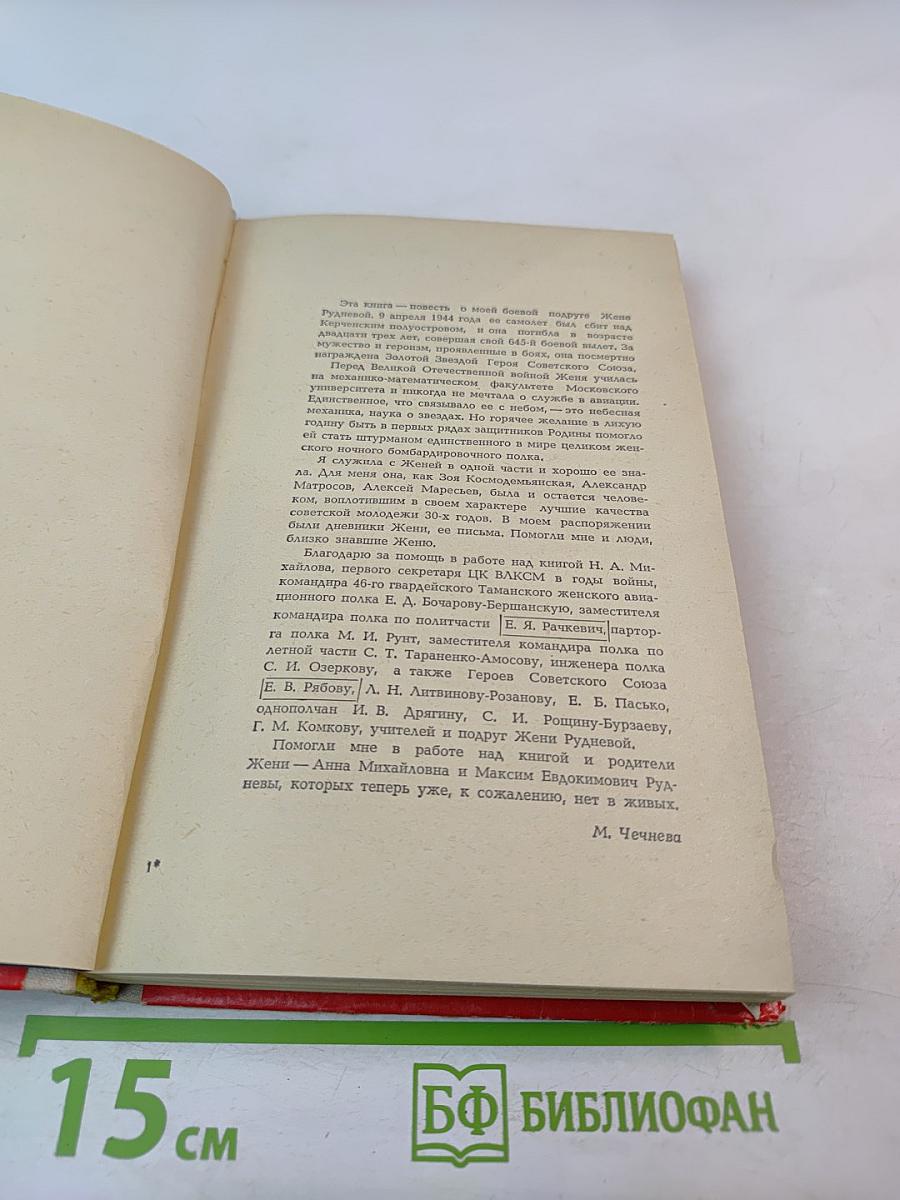 Эта книга — повесть о моей боевой подруге Жене
Рудневой. 9 апреля 1944 года ее самолет был сбит над
Керченским полуостровом, и она погибла в возрасте
двадцати трех лет, совершая свой 645-й боевой вылет. За
мужество и героизм, проявленные в боях, она посмертно
награждена Золотой Звездой Героя Советского Союза.
Перед Великой Отечественной войной Женя училась
на механико-математическом факультете Московского
университета и никогда не мечтала о службе в авиации.
Единственное, что связывало ее с небом, — это небесная
механика, наука о звездах. Но горячее желание в лихую
годину быть в первых рядах защитников Родины помогло
ей стать штурманом единственного в мире целиком жен-
ского ночного бомбардировочного полка.
Я служила с Женей в одной части и хорошо ее зна-
ла. Для меня она, как Зоя Космодемьянская, Александр
Матросов, Алексей Маресьев, была и остается челове-
ком, воплотившим в своем характере лучшие качества
советской молодежи 30-х годов. В моем распоряжении
были дневники Жени, ее письма. Помогли мне и люди,
близко знавшие Женю.
Благодарю за помощь в работе над книгой Н. А. Ми-
хайлова, первого секретаря ЦК ВЛКСМ в годы войны,
командира 46-го гвардейского Таманского женского авиа-
ционного полка Е. Д. Бочарову-Бершанскую, заместителя
командира полка по политчасти Е. Я. Рачкевич, партор-
га полка М. И. Рунт, заместителя командира полка по
летной части С. Т. Тараненко-Амосову, инженера полка
С. И. Озеркову, а также Героев Советского Союза
Е. В. Рябову, Л. Н. Литвинову-Розанову, Е. Б. Пасько,
однополчан И. В. Дрягину, С. И. Рощину-Бурзаеву,
Г. М. Комкову, учителей и подруг Жени Рудневой.
Помогли мне в работе над книгой и родители
Жени — Анна Михайловна и Максим Евдокимович Руд-
невы, которых теперь уже, к сожалению, нет в живых.
М. Чечнева
1*
15 см
БФ БИБЛИОФАН